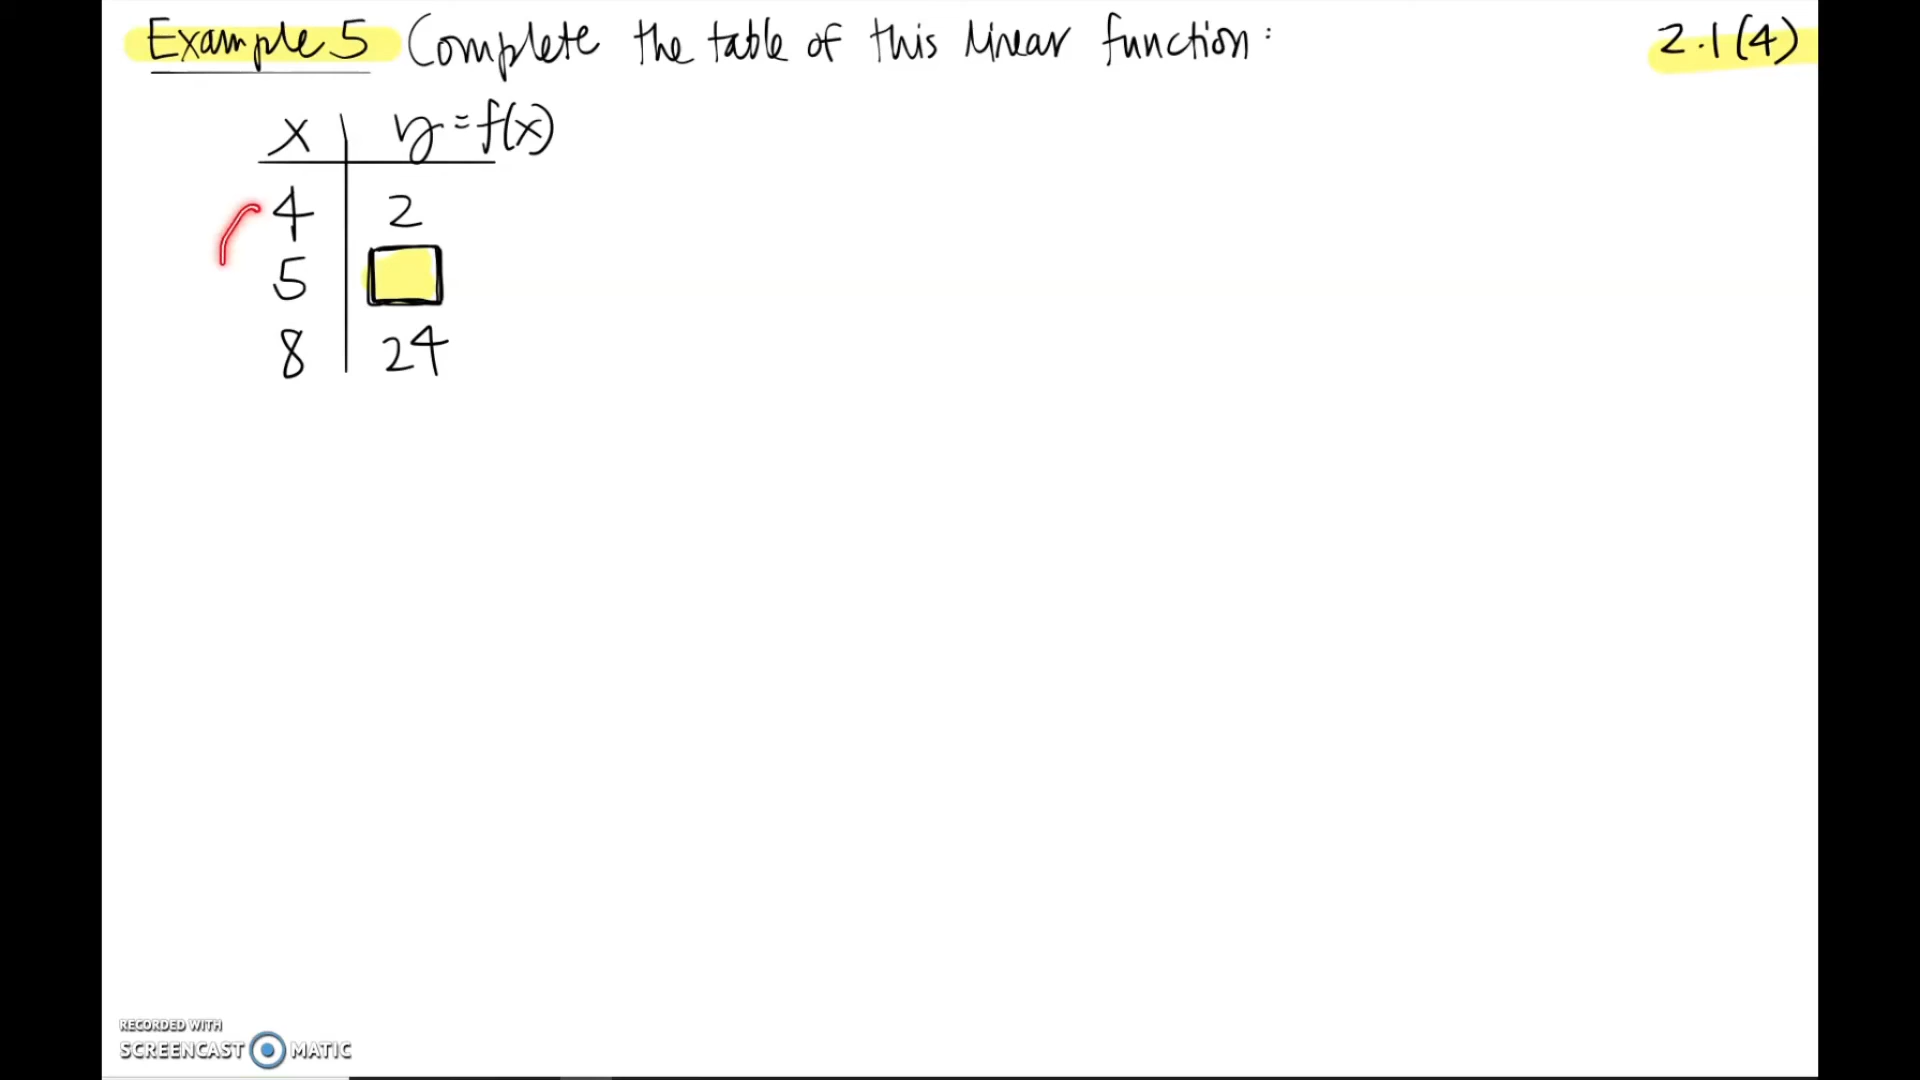 Example 5 Complete the table of this linear function: 2.1(4)
x y=f(x)
4 2
5
8 24
RECORDED WITH
SCREENCAST MATIC